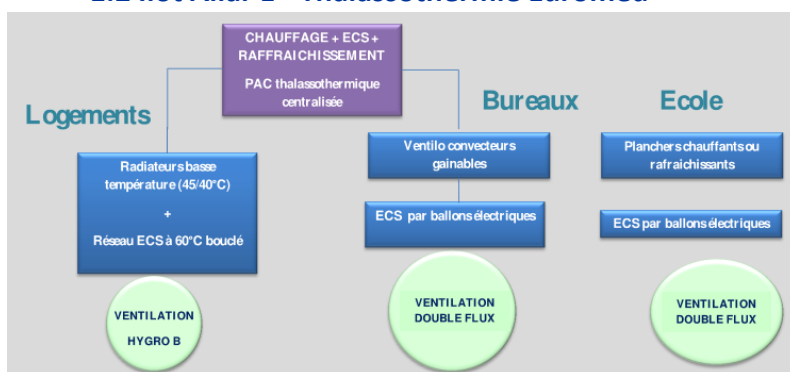 CHAUFFAGE + ECS +
RAFFRAICHISSEMENT
PAC thalassothermique
centralisée
Logements
Bureaux
Ecole
Radiateurs basse
température (45/40°C)
+
Réseau ECS à 60°C bouclé
Ventilo convecteurs
gainables
ECS par ballons électriques
Planchers chauffants ou
rafraichissants
ECS par ballons électriques
VENTILATION
HYGRO B
VENTILATION
DOUBLE FLUX
VENTILATION
DOUBLE FLUX